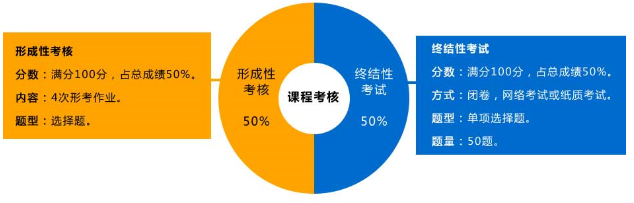 形成性考核
分数：满分100分，占总成绩50%。
内容：4次形考作业。
题型：选择题。
形成性
考核
50%
课程考核
终结性
考试
50%
终结性考试
分数：满分100分，占总成绩50%。
方式：闭卷，网络考试或纸质考试。
题型：单项选择题。
题量：50题。